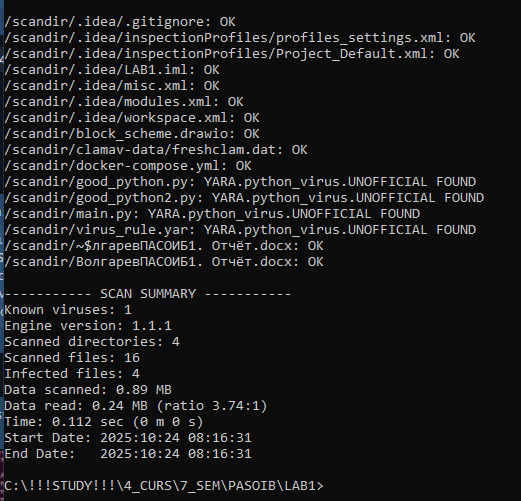 /scandir/.idea/.gitignore: OK
/scandir/.idea/inspectionProfiles/profiles_settings.xml: OK
/scandir/.idea/inspectionProfiles/Project_Default.xml: OK
/scandir/.idea/LAB1.iml: OK
/scandir/.idea/misc.xml: OK
/scandir/.idea/modules.xml: OK
/scandir/.idea/workspace.xml: OK
/scandir/block_scheme.drawio: OK
/scandir/clamav-data/freshclam.dat: OK
/scandir/docker-compose.yml: OK
/scandir/good_python.py: YARA.python_virus.UNOFFICIAL FOUND
/scandir/good_python2.py: YARA.python_virus.UNOFFICIAL FOUND
/scandir/main.py: YARA.python_virus.UNOFFICIAL FOUND
/scandir/virus_rule.yar: YARA.python_virus.UNOFFICIAL FOUND
/scandir/~$лгаревПАСОИБ1. Отчёт.docx: OK
/scandir/ВолгаревПАСОИБ1. Отчёт.docx: OK
----------- SCAN SUMMARY -----------
Known viruses: 1
Engine version: 1.1.1
Scanned directories: 4
Scanned files: 16
Infected files: 4
Data scanned: 0.89 MB
Data read: 0.24 MB (ratio 3.74:1)
Time: 0.112 sec (0 m 0 s)
Start Date: 2025:10:24 08:16:31
End Date:   2025:10:24 08:16:31
C:\!!!STUDY!!!\4_CURS\7_SEM\PASOIB\LAB1>